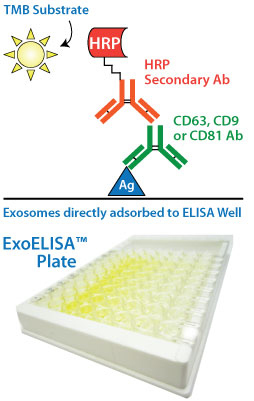 TMB Substrate
HRP
HRP
Secondary Ab
CD63, CD9
or CD81 Ab
Ag
Exosomes directly adsorbed to ELISA Well
ExoELISA™
Plate